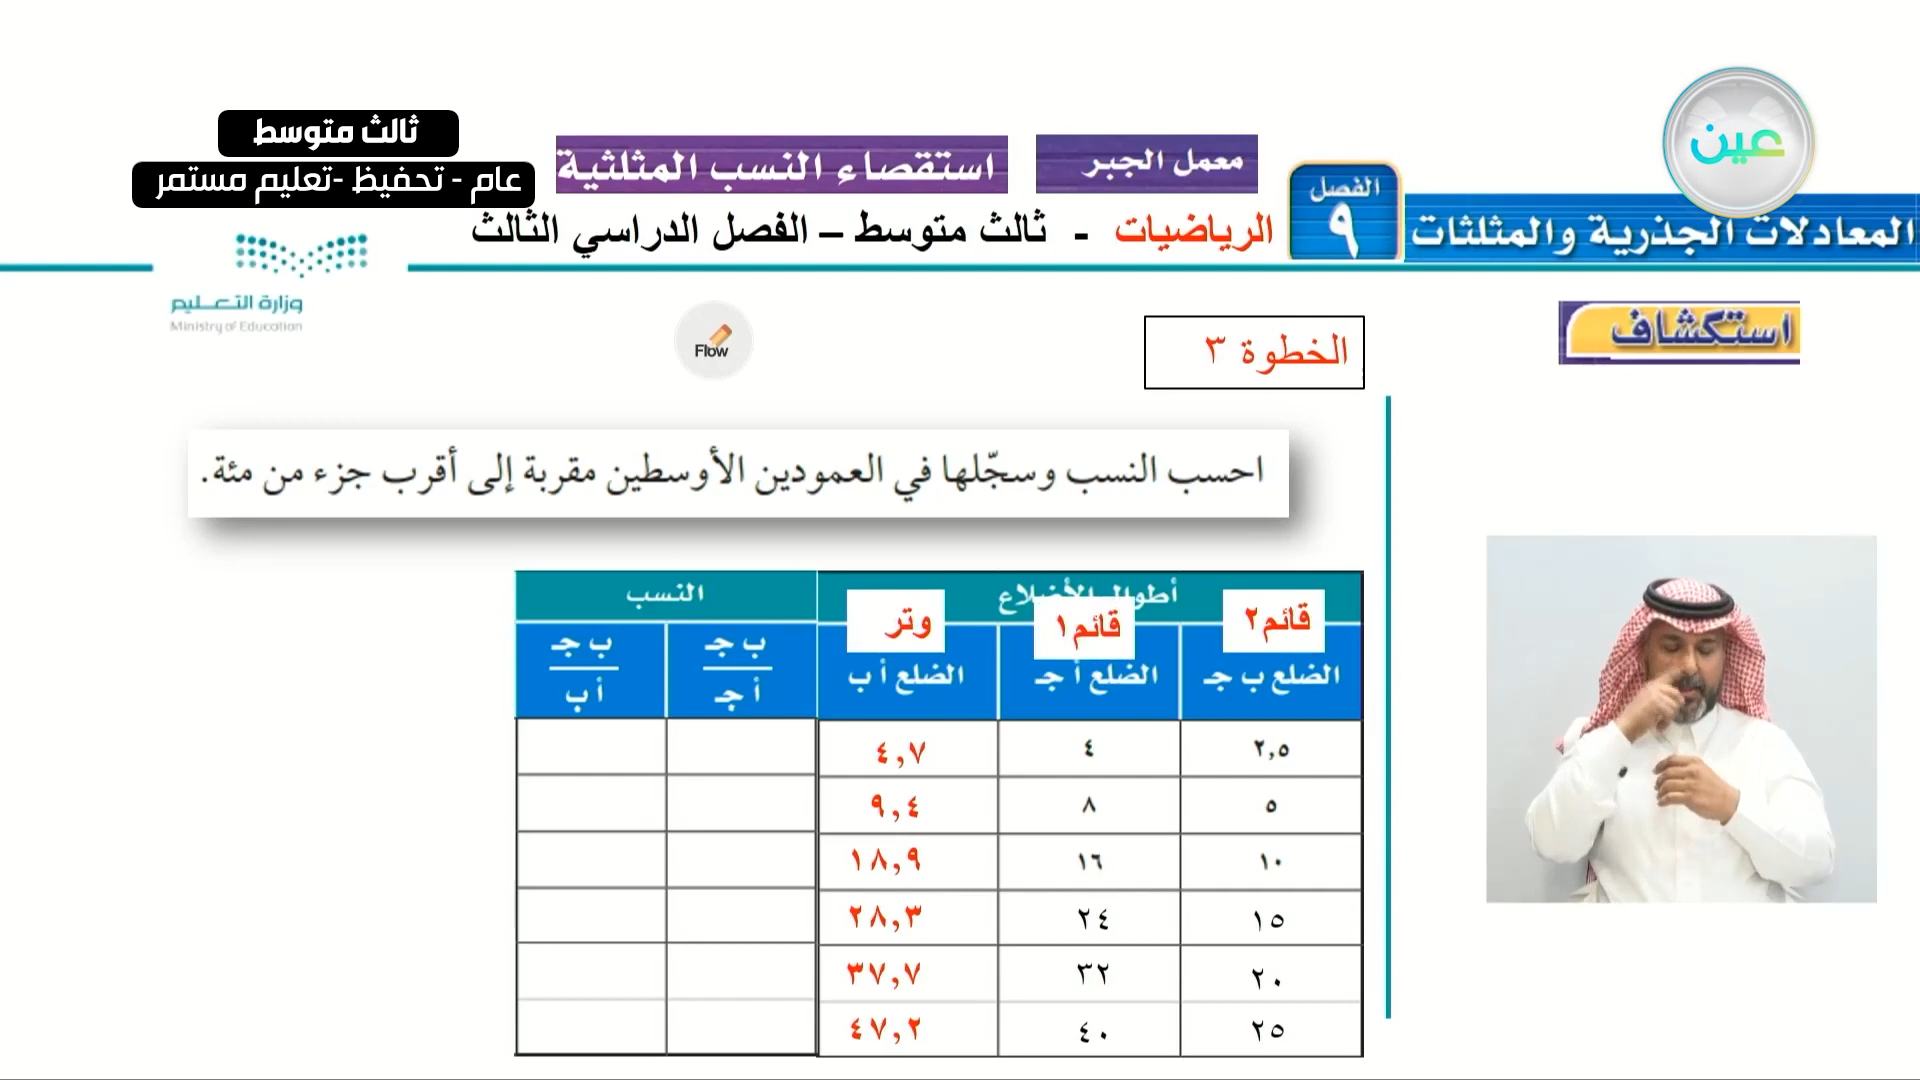 عين
ثالث متوسط
عام - تحفيظ -تعليم مستمر
معمل الجبر
استقصاء النسب المثلثية
الفصل
٩
المعادلات الجذرية والمثلثات
الرياضيات - ثالث متوسط – الفصل الدراسي الثالث
وزارة التعليم
Ministry of Education
استكشاف
Flow
الخطوة ٣
احسب النسب وسجّلها في العمودين الأوسطين مقربة إلى أقرب جزء من مئة.
أطوال الأضلاع النسب
قائم٢ قائم١ وتر
الضلع ب جـ الضلع أ جـ الضلع أ ب ب جـ / أ جـ ب جـ / أ ب
٢,٥ ٤ ٤,٧
٥ ٨ ٩,٤
١٠ ١٦ ١٨,٩
١٥ ٢٤ ٢٨,٣
٢٠ ٣٢ ٣٧,٧
٢٥ ٤٠ ٤٧,٢